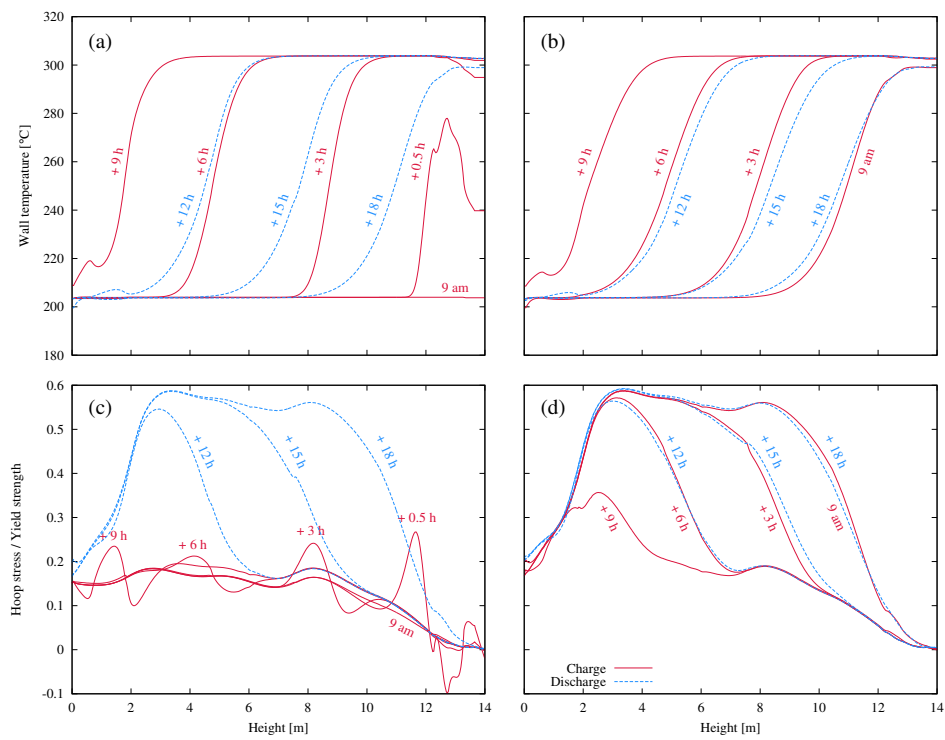 (a)
(b)
Wall temperature [°C]
320
300
280
260
240
220
200
180
+ 9 h
+ 12 h
+ 6 h
+ 15 h
+ 3 h
+ 18 h
+ 0.5 h
9 am
+ 9 h
+ 6 h
+ 12 h
+ 3 h
+ 15 h
+ 18 h
9 am
(c)
(d)
Hoop stress / Yield strength
0.6
0.5
0.4
0.3
0.2
0.1
0
-0.1
+ 12 h
+ 15 h
+ 18 h
+ 9 h
+ 6 h
+ 3 h
+ 0.5 h
9 am
+ 12 h
+ 15 h
+ 18 h
+ 9 h
+ 6 h
+ 3 h
9 am
Charge
Discharge
0 2 4 6 8 10 12 14
0 2 4 6 8 10 12 14
Height [m]
Height [m]